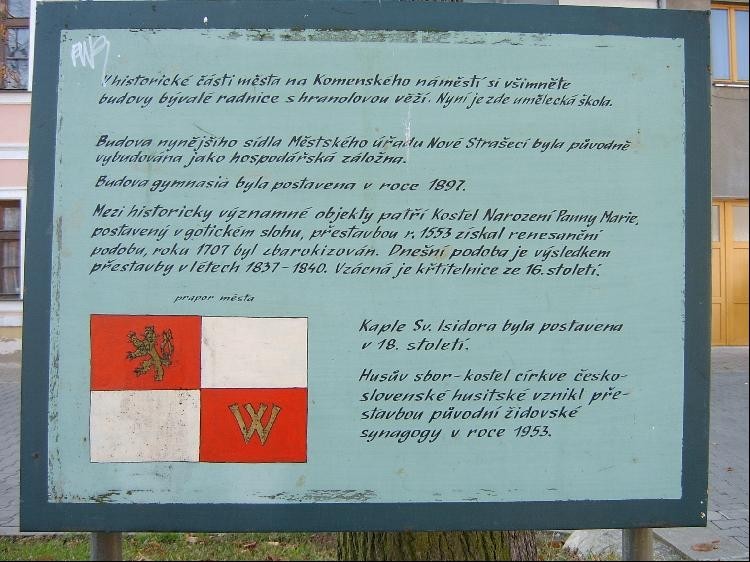 V historické části města na Komenského náměstí si všimněte
budovy bývalé radnice s hranolovou věží. Nyní je zde umělecká škola.
Budova nynějšího sídla Městského úřadu Nové Strašecí byla původně
vybudována jako hospodářská záložna.
Budova gymnasia byla postavena v roce 1897.
Mezi historicky významné objekty patří Kostel Narození Panny Marie,
postavený v gotickém slohu, přestavbou r. 1553 získal renesanční
podobu, roku 1707 byl zbarokizován. Dnešní podoba je výsledkem
přestavby v létech 1837-1840. Vzácná je křtitelnice ze 16. století.
prapor města
Kaple Sv. Isidora byla postavena
v 18. století.
Husův sbor-kostel církve česko-
slovenské husitské vznikl pře-
stavbou původní židovské
synagogy v roce 1953.
W